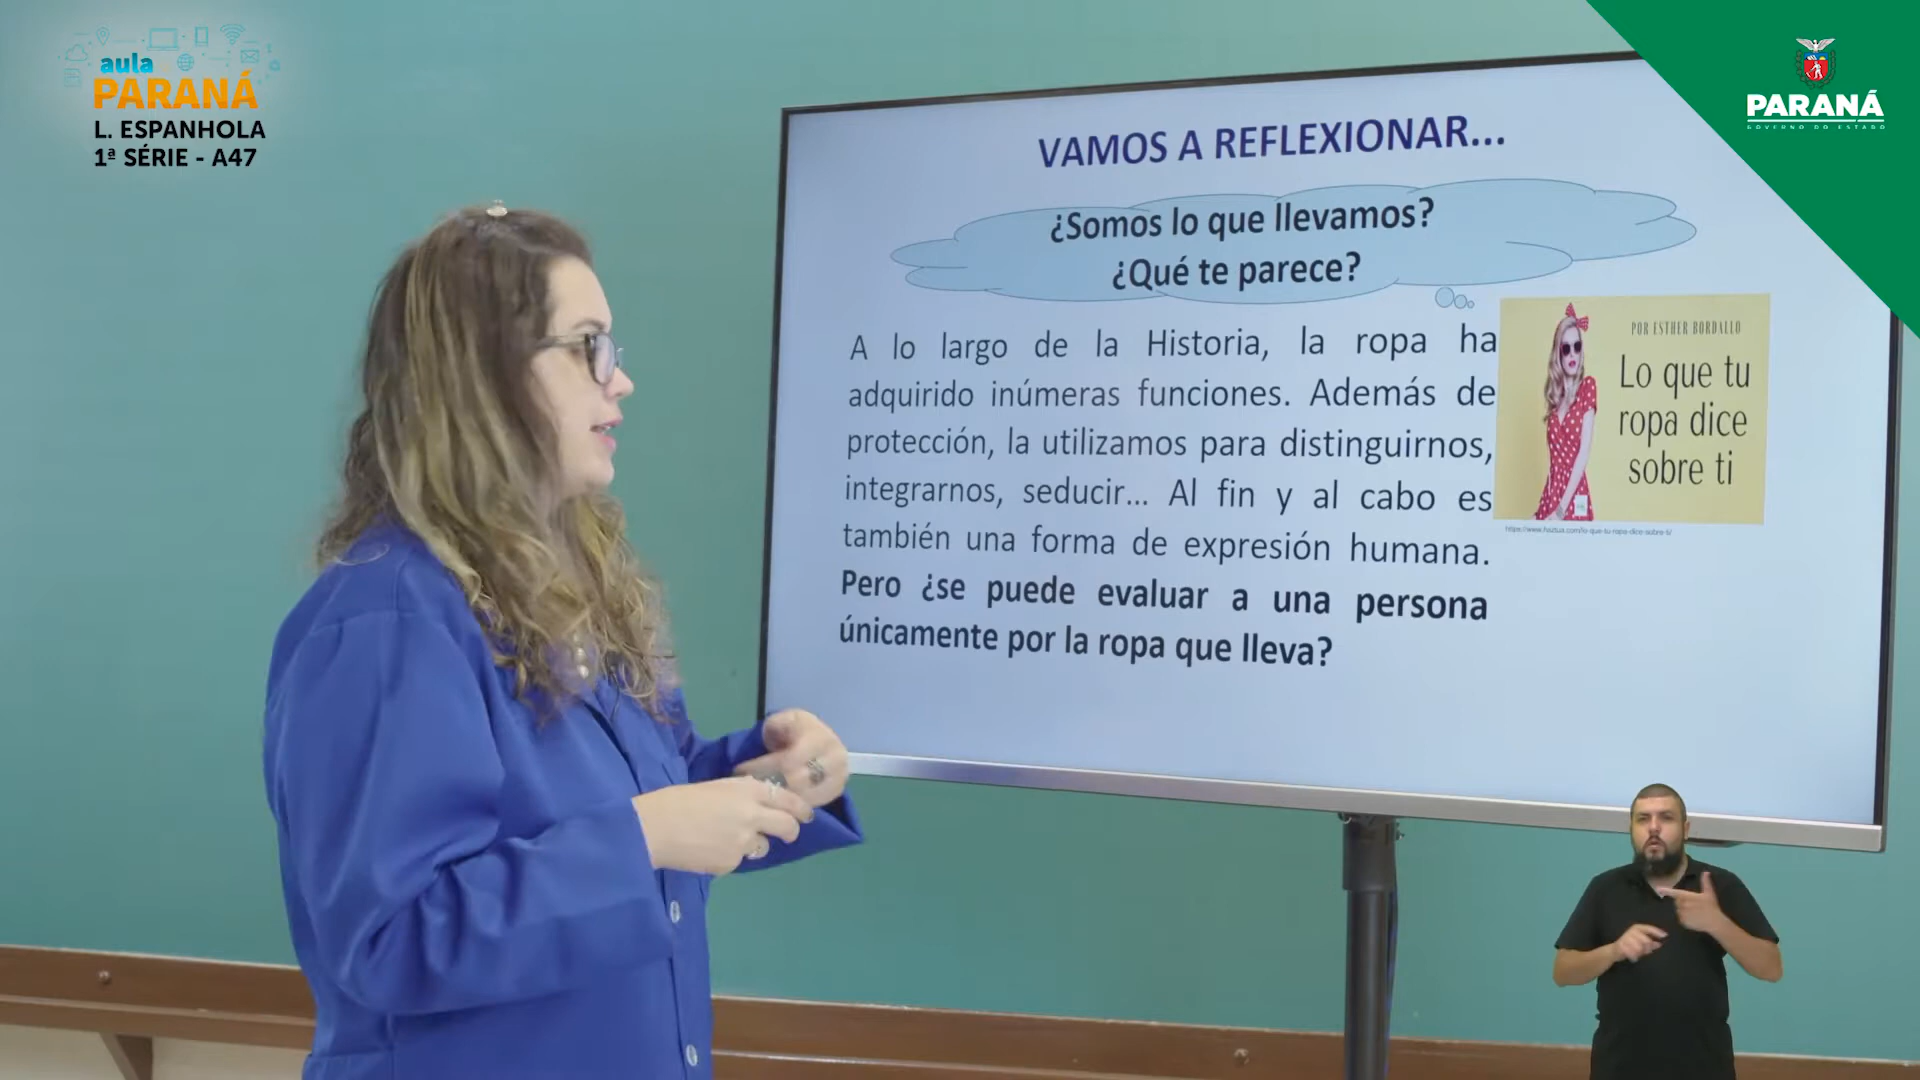 aula
PARANÁ
L. ESPANHOLA
1ª SÉRIE - A47
PARANÁ
GOVERNO DO ESTADO
VAMOS A REFLEXIONAR...
¿Somos lo que llevamos?
¿Qué te parece?
A lo largo de la Historia, la ropa ha
adquirido inúmeras funciones. Además de
protección, la utilizamos para distinguirnos,
integrarnos, seducir... Al fin y al cabo es
también una forma de expresión humana.
Pero ¿se puede evaluar a una persona
únicamente por la ropa que lleva?
POR ESTHER BORDALLO
Lo que tu
ropa dice
sobre ti